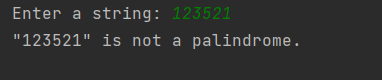 Enter a string: 123521
"123521" is not a palindrome.